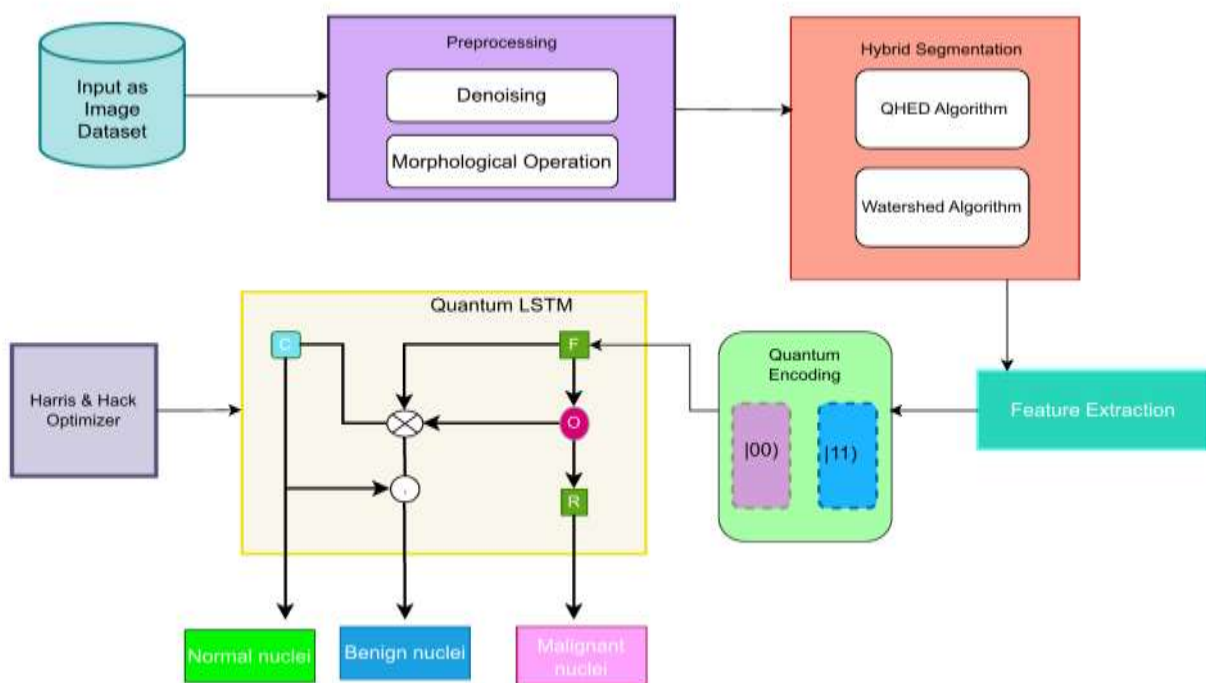 Input as
Image
Dataset
Preprocessing
Denoising
Morphological Operation
Hybrid Segmentation
QHED Algorithm
Watershed Algorithm
Harris & Hack
Optimizer
Quantum LSTM
C
F
O
R
Quantum
Encoding
|00)
|11)
Feature Extraction
Normal nuclei
Benign nuclei
Malignant
nuclei